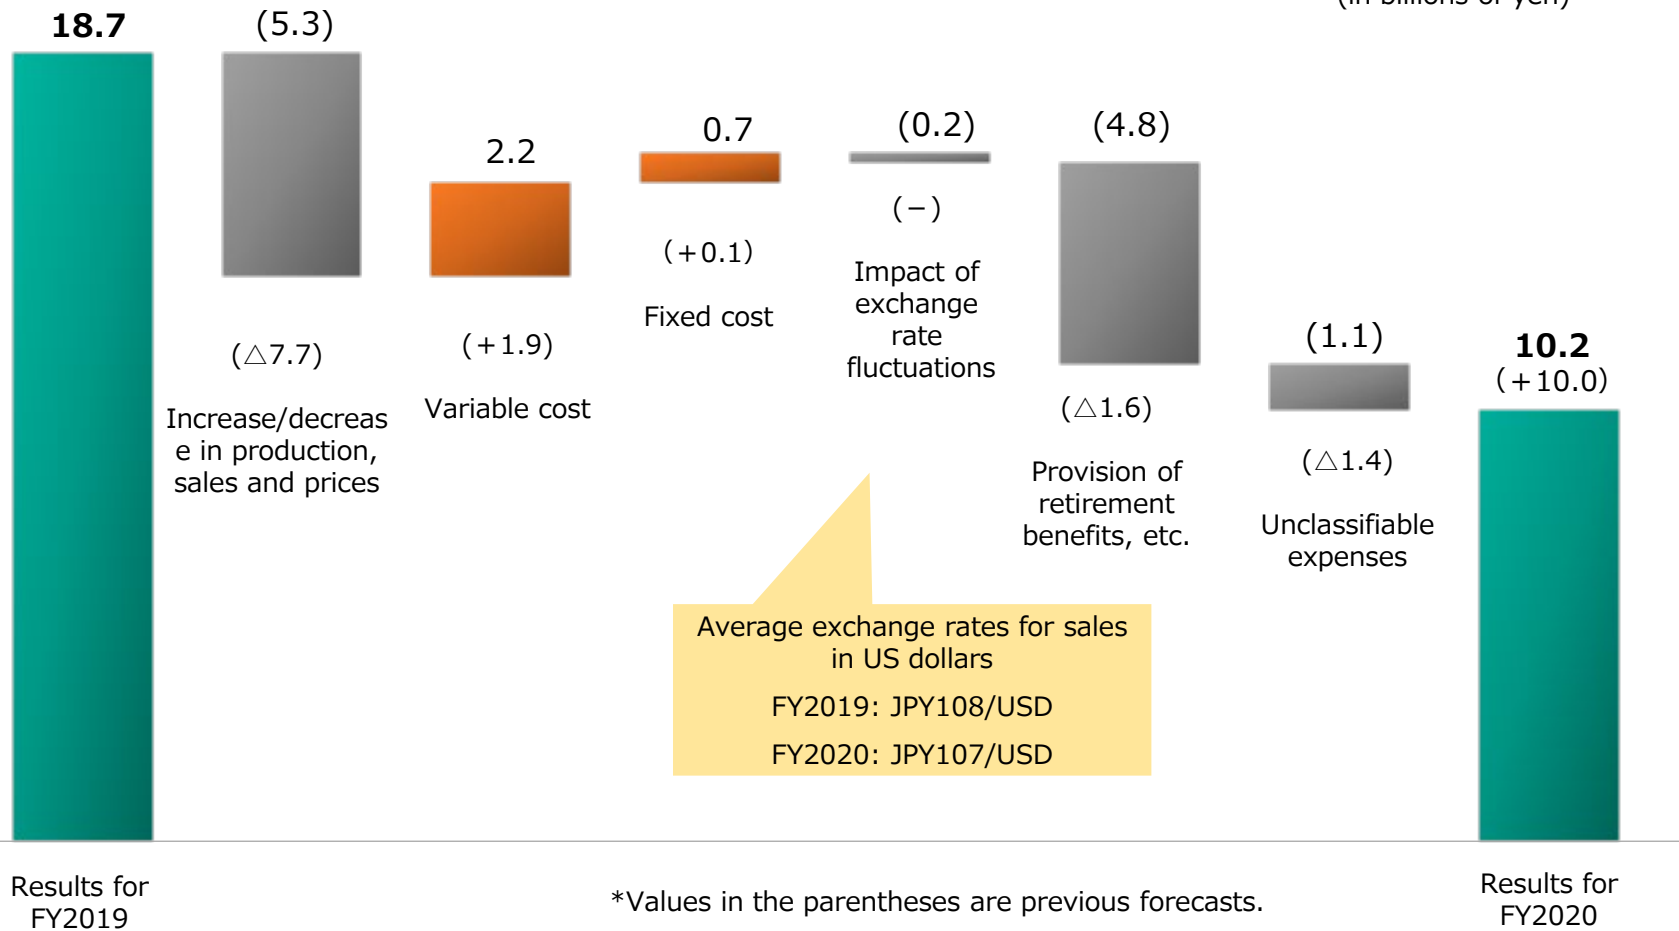 (in billions of yen)
18.7
(5.3)
2.2
0.7
(0.2)
(4.8)
(1.1)
10.2
(+10.0)
(△7.7)
Increase/decreas
e in production,
sales and prices
(+1.9)
Variable cost
(+0.1)
Fixed cost
(−)
Impact of
exchange
rate
fluctuations
(△1.6)
Provision of
retirement
benefits, etc.
(△1.4)
Unclassifiable
expenses
Average exchange rates for sales
in US dollars
FY2019: JPY108/USD
FY2020: JPY107/USD
Results for
FY2019
*Values in the parentheses are previous forecasts.
Results for
FY2020